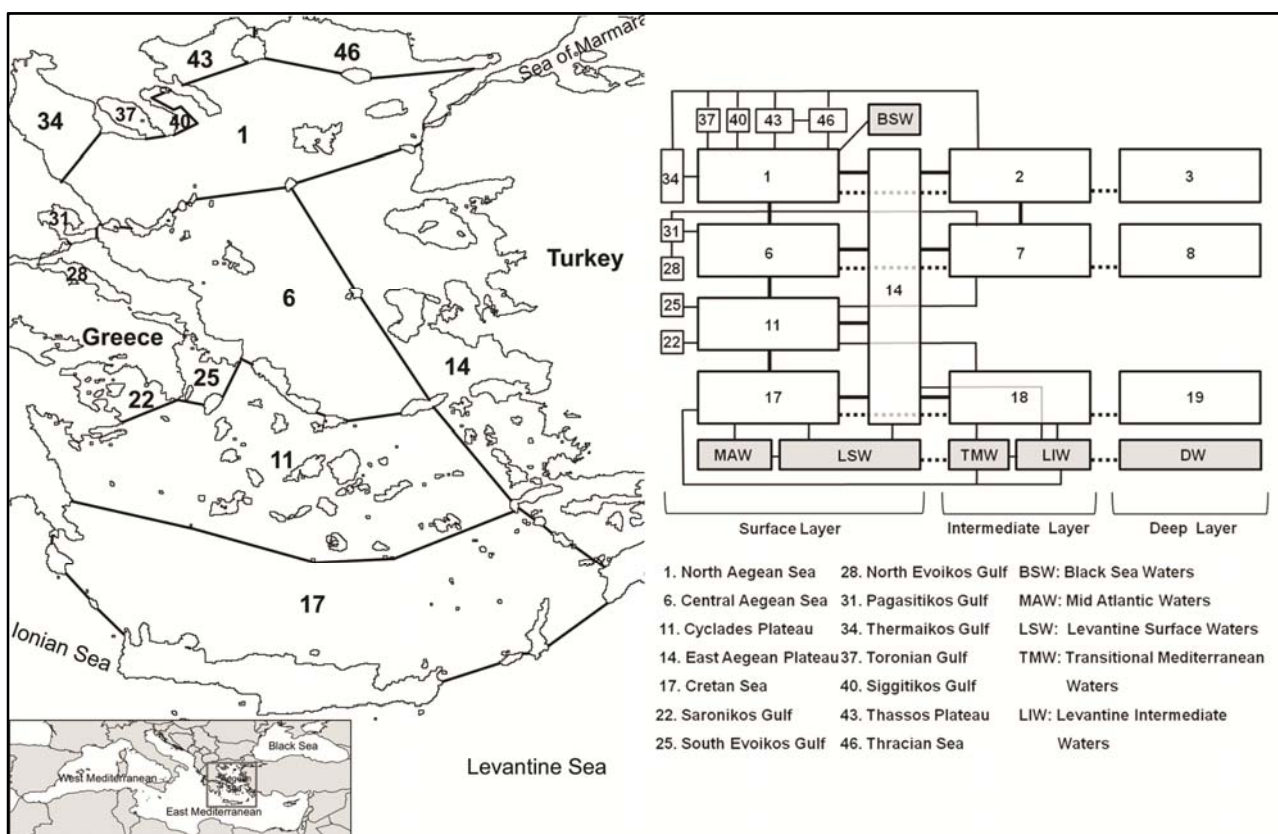 43
46
Sea of Marmara
34
37
40
1
31
28
6
Turkey
Greece
25
22
14
11
17
Ionian Sea
Levantine Sea
Black Sea
West Mediterranean
Aegean
Sea
East Mediterranean
37
40
43
46
BSW
34
1
2
3
31
6
7
8
28
14
25
11
22
17
18
19
MAW
LSW
TMW
LIW
DW
Surface Layer
Intermediate Layer
Deep Layer
1. North Aegean Sea
6. Central Aegean Sea
11. Cyclades Plateau
14. East Aegean Plateau
17. Cretan Sea
22. Saronikos Gulf
25. South Evoikos Gulf
28. North Evoikos Gulf
31. Pagasitikos Gulf
34. Thermaikos Gulf
37. Toronian Gulf
40. Siggitikos Gulf
43. Thassos Plateau
46. Thracian Sea
BSW: Black Sea Waters
MAW: Mid Atlantic Waters
LSW: Levantine Surface Waters
TMW: Transitional Mediterranean
Waters
LIW: Levantine Intermediate
Waters